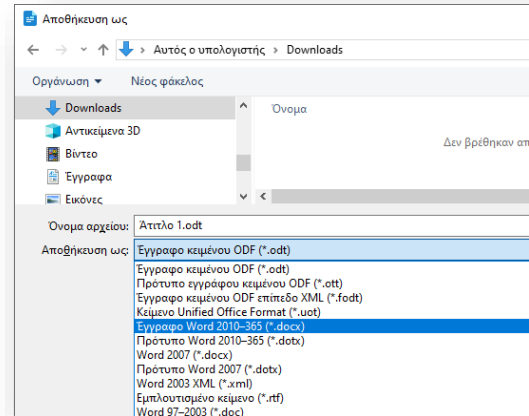 Αποθήκευση ως
Αυτός ο υπολογιστής > Downloads
Οργάνωση
Νέος φάκελος
Downloads
Όνομα
Αντικείμενα 3D
Δεν βρέθηκαν
Βίντεο
Έγγραφα
Εικόνες
Όνομα αρχείου: Άτιτλο 1.odt
Αποθήκευση ως: Έγγραφο κειμένου ODF (*.odt)
Έγγραφο κειμένου ODF (*.odt)
Πρότυπο εγγράφου κειμένου ODF (*.ott)
Έγγραφο κειμένου ODF επίπεδο XML (*.fodt)
Κείμενο Unified Office Format (*.uot)
Έγγραφο Word 2010–365 (*.docx)
Πρότυπο Word 2010–365 (*.dotx)
Word 2007 (*.docx)
Πρότυπο Word 2007 (*.dotx)
Word 2003 XML (*.xml)
Εμπλουτισμένο κείμενο (*.rtf)
Word 97–2003 (*.doc)